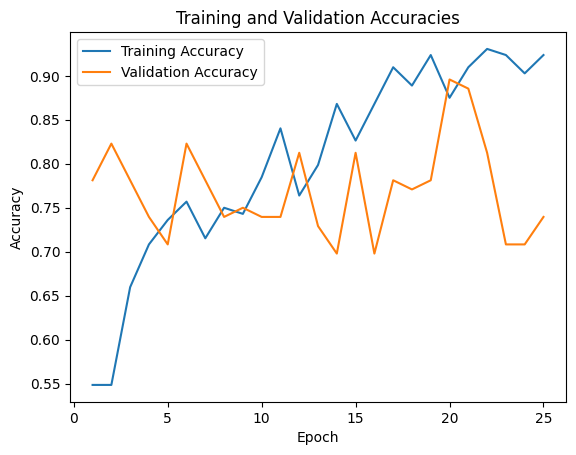 Training and Validation Accuracies
Training Accuracy
Validation Accuracy
0.90
0.85
0.80
0.75
0.70
0.65
0.60
0.55
Accuracy
0
5
10
15
20
25
Epoch